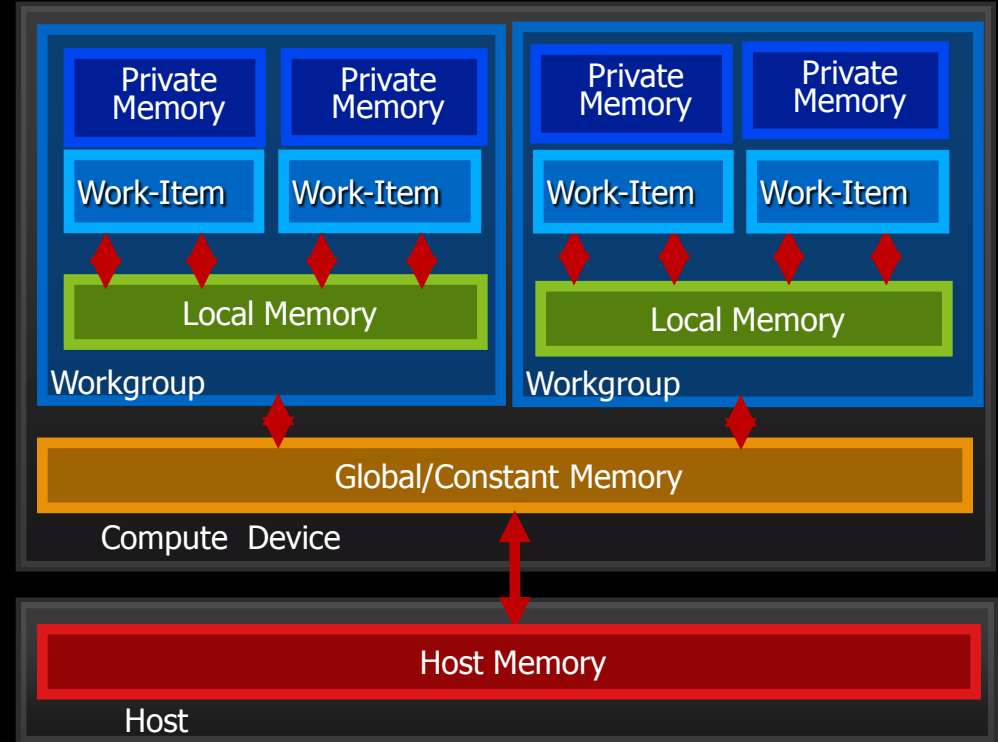 Private
Memory
Private
Memory
Private
Memory
Private
Memory
Work-Item
Work-Item
Work-Item
Work-Item
Local Memory
Local Memory
Workgroup
Workgroup
Global/Constant Memory
Compute Device
Host Memory
Host